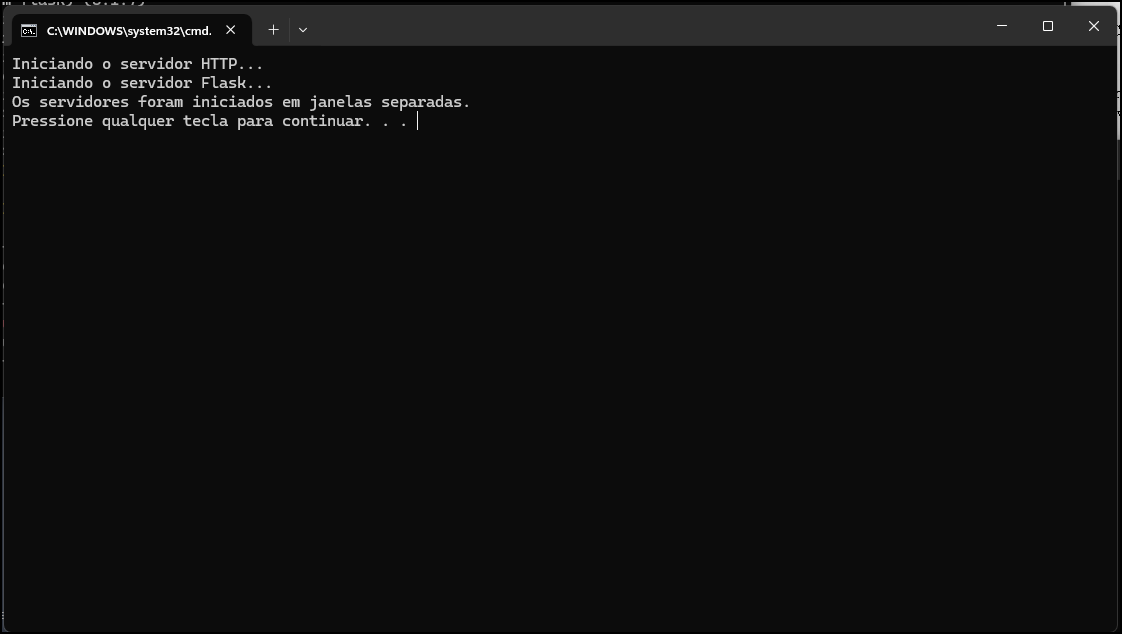 C:\WINDOWS\system32\cmd.
Iniciando o servidor HTTP...
Iniciando o servidor Flask...
Os servidores foram iniciados em janelas separadas.
Pressione qualquer tecla para continuar. . .